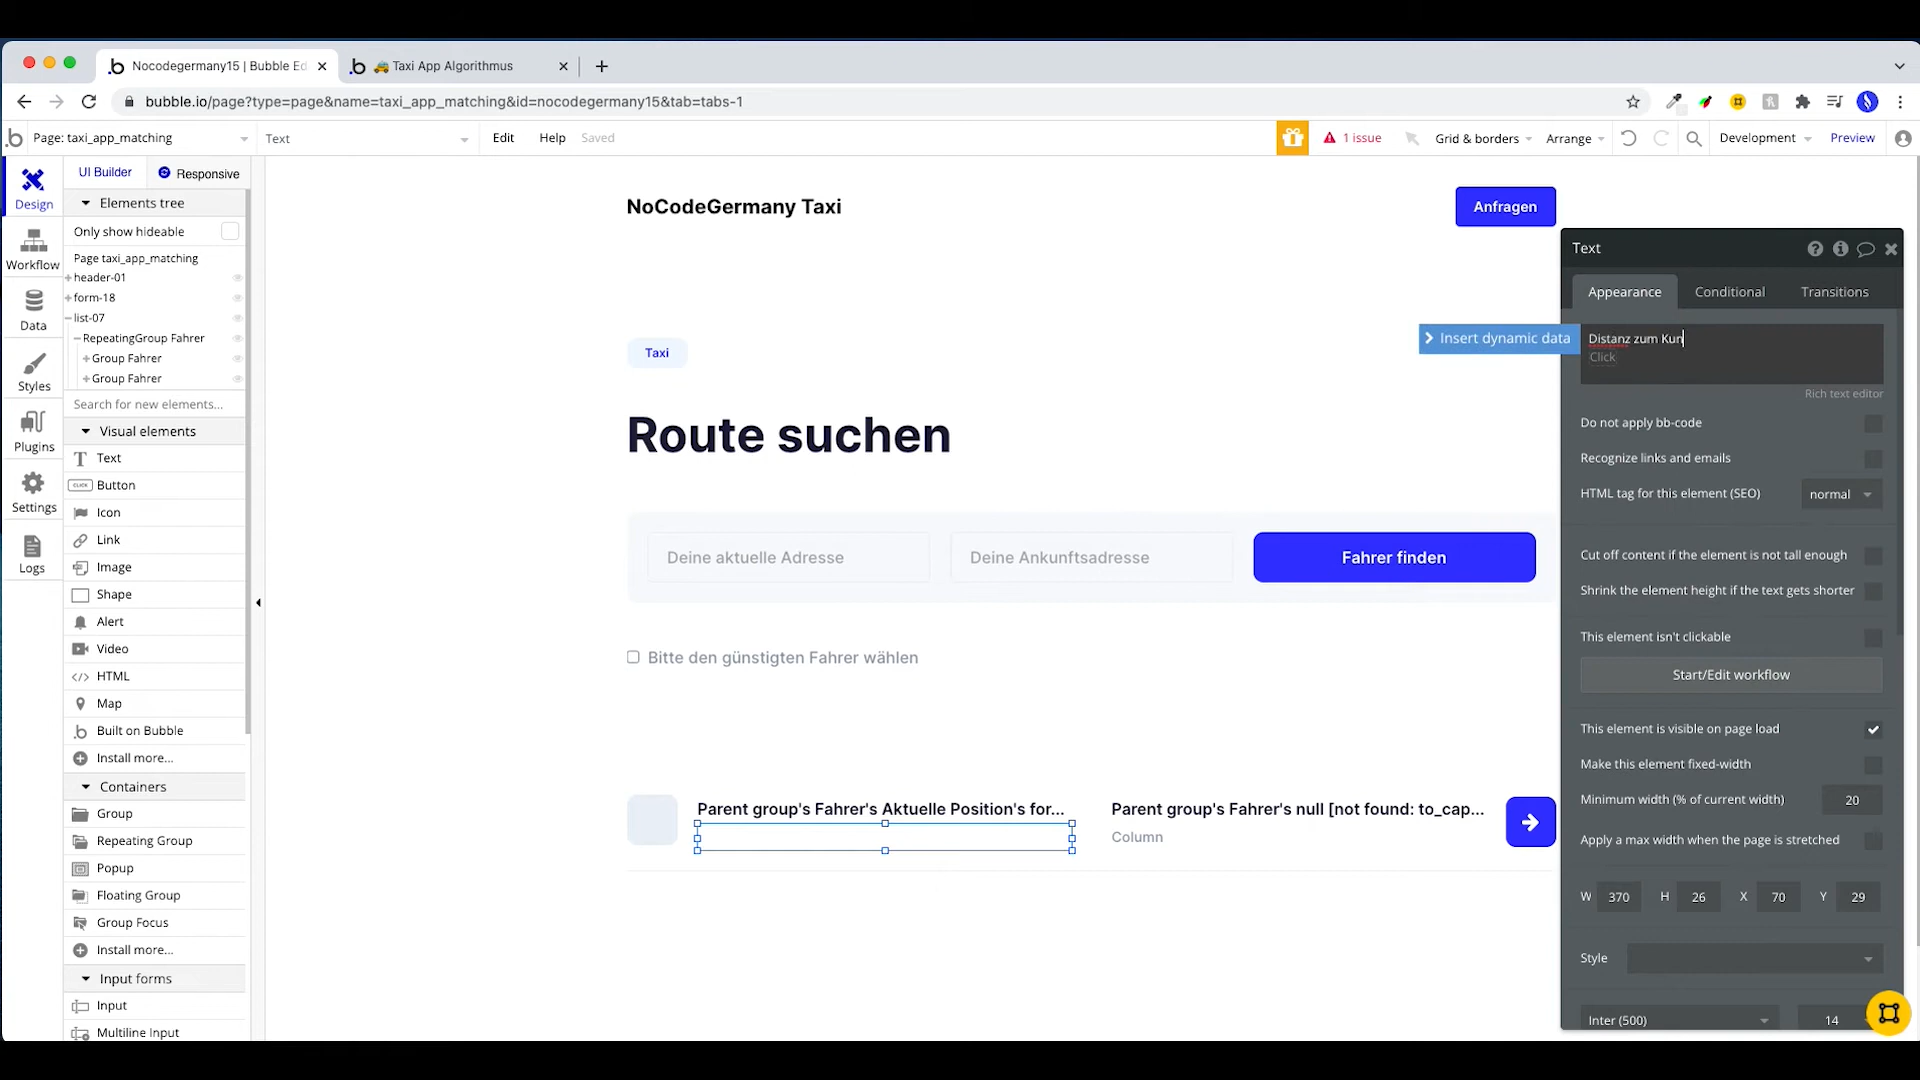 Nocodegermany15 | Bubble Ed
🚕 Taxi App Algorithmus
bubble.io/page?type=page&name=taxi_app_matching&id=nocodegermany15&tab=tabs-1
Page: taxi_app_matching
Text
Edit
Help
Saved
1 issue
Grid & borders
Arrange
Development
Preview
Design
Workflow
Data
Styles
Plugins
Settings
Logs
UI Builder
Responsive
Elements tree
Only show hideable
Page taxi_app_matching
header-01
form-18
list-07
RepeatingGroup Fahrer
Group Fahrer
Group Fahrer
Search for new elements...
Visual elements
Text
CLICK
Button
Icon
Link
Image
Shape
Alert
Video
HTML
Map
Built on Bubble
Install more...
Containers
Group
Repeating Group
Popup
Floating Group
Group Focus
Install more...
Input forms
Input
Multiline Input
NoCodeGermany Taxi
Anfragen
Taxi
Route suchen
Deine aktuelle Adresse
Deine Ankunftsadresse
Fahrer finden
Bitte den günstigten Fahrer wählen
Parent group's Fahrer's Aktuelle Position's for...
Parent group's Fahrer's null [not found: to_cap...
Column
Text
Appearance
Conditional
Transitions
Insert dynamic data
Distanz zum Kun
Click
Rich text editor
Do not apply bb-code
Recognize links and emails
HTML tag for this element (SEO)
normal
Cut off content if the element is not tall enough
Shrink the element height if the text gets shorter
This element isn't clickable
Start/Edit workflow
This element is visible on page load
Make this element fixed-width
Minimum width (% of current width)
20
Apply a max width when the page is stretched
W 370 H 26 X 70 Y 29
Style
Inter (500)
14